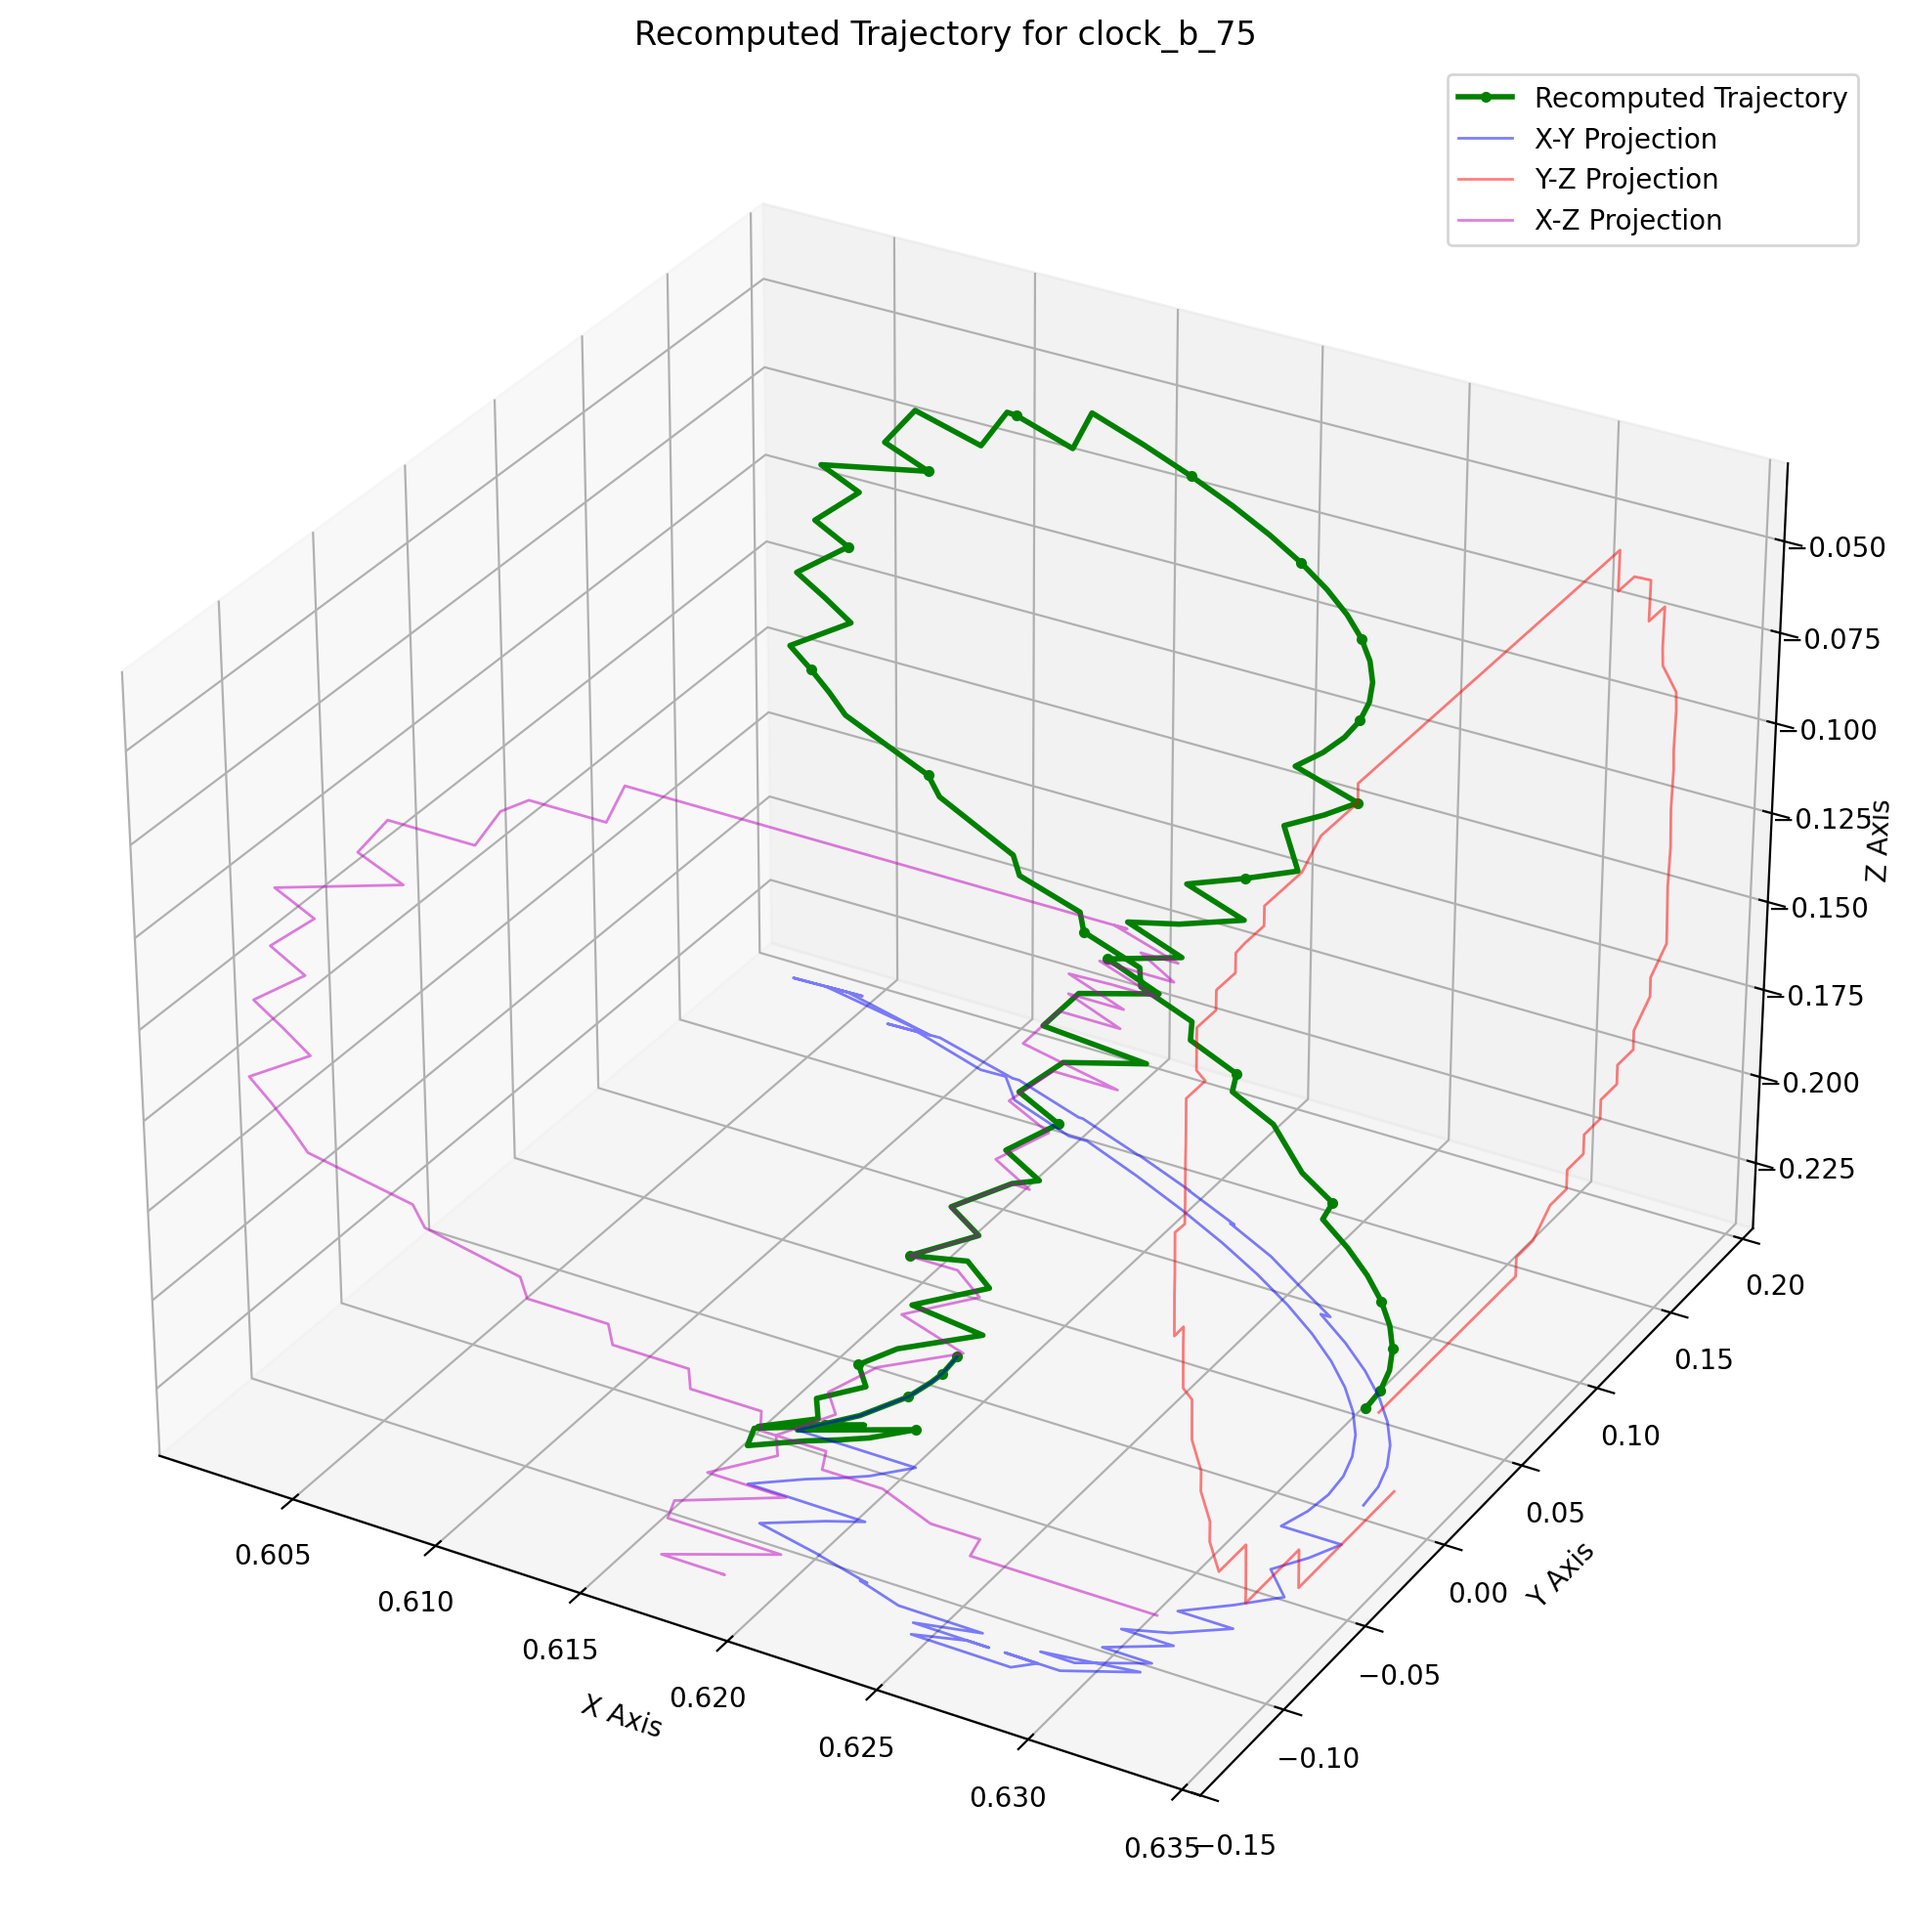 Recomputed Trajectory for clock_b_75
Recomputed Trajectory
X-Y Projection
Y-Z Projection
X-Z Projection
0.050
0.075
0.100
0.125
0.150
0.175
0.200
0.225
Z Axis
0.20
0.15
0.10
0.05
0.00
−0.05
−0.10
−0.15
Y Axis
0.605
0.610
0.615
0.620
0.625
0.630
0.635
X Axis